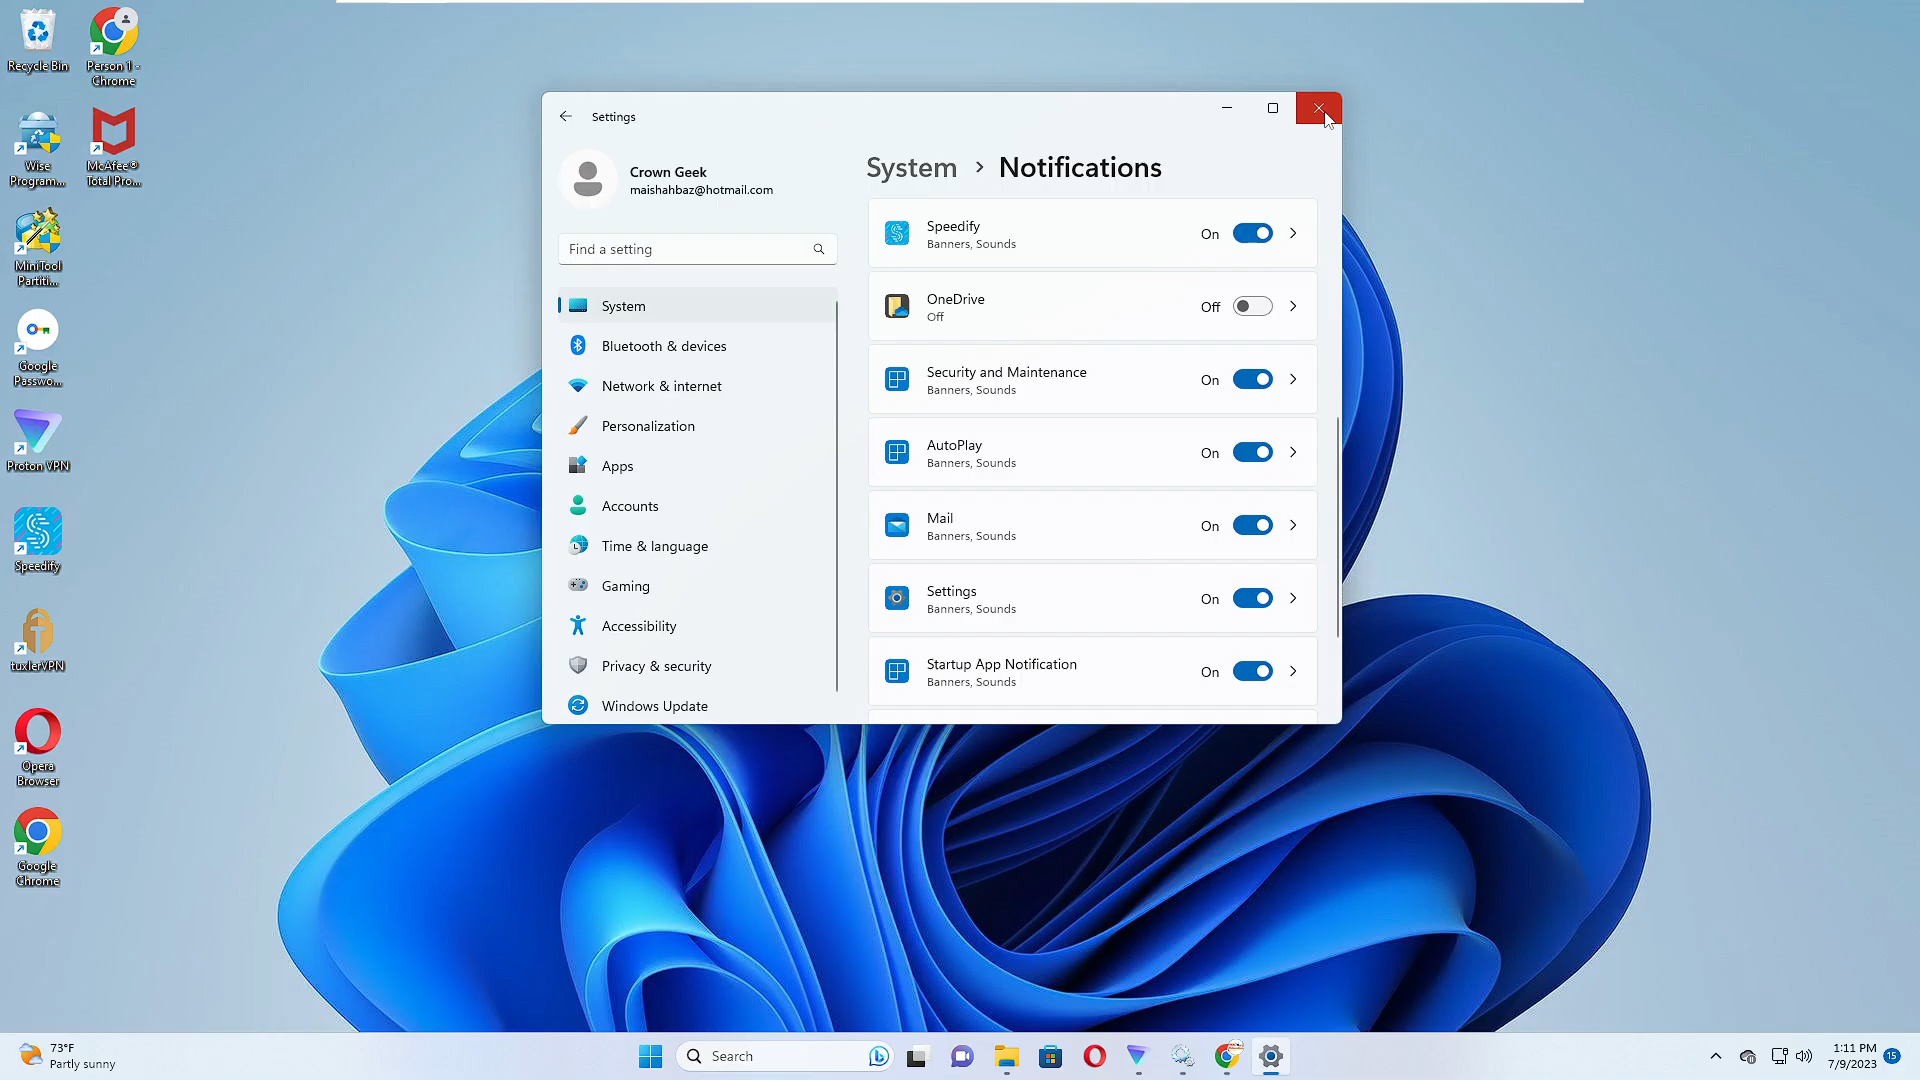 Recycle Bin
Person 1 -
Chrome
Wise
Program...
McAfee®
Total Pro...
MiniTool
Partiti...
Google
Passwo...
Proton VPN
Speedify
tuxlerVPN
Opera
Browser
Google
Chrome
Settings
Crown Geek
maishahbaz@hotmail.com
Find a setting
System
Bluetooth & devices
Network & internet
Personalization
Apps
Accounts
Time & language
Gaming
Accessibility
Privacy & security
Windows Update
System > Notifications
Speedify
Banners, Sounds
On
OneDrive
Off
Off
Security and Maintenance
Banners, Sounds
On
AutoPlay
Banners, Sounds
On
Mail
Banners, Sounds
On
Settings
Banners, Sounds
On
Startup App Notification
Banners, Sounds
On
73°F
Partly sunny
Search
1:11 PM
7/9/2023
15